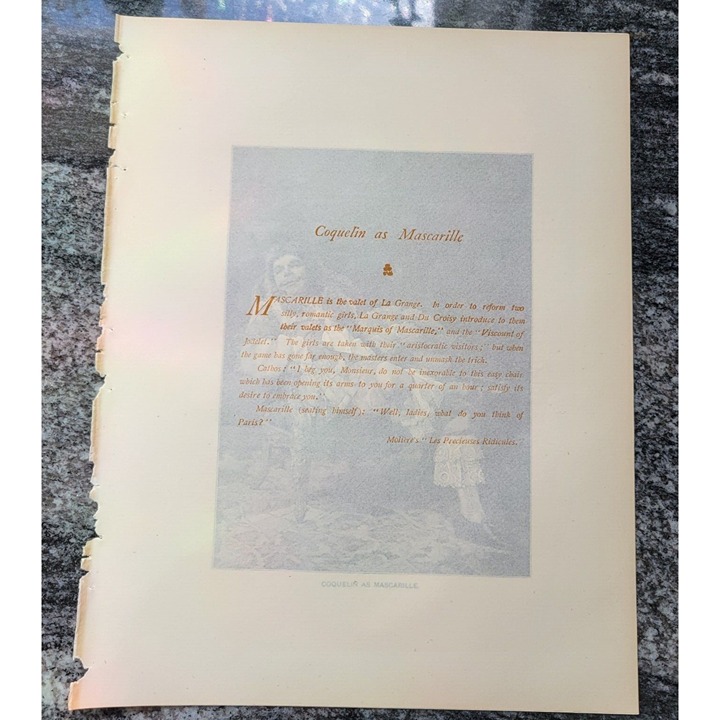 Coquelin as Mascarille
MASCARILLE is the valet of La Grange. In order to reform two
silly, romantic girls, La Grange and Du Croisy introduce to them
their valets as the "Marquis of Mascarille," and the "Viscount of
Jodelet." The girls are taken with their "aristocratic visitors;" but when
the game has gone far enough, the masters enter and unmask the trick.
Cathos: "I beg you, Monsieur, do not be inexorable to this easy chair
which has been opening its arms to you for a quarter of an hour; satisfy its
desire to embrace you."
Mascarille (seating himself): "Well, ladies, what do you think of
Paris?"
Molière's "Les Precieuses Ridicules.
COQUELIN AS MASCARILLE.